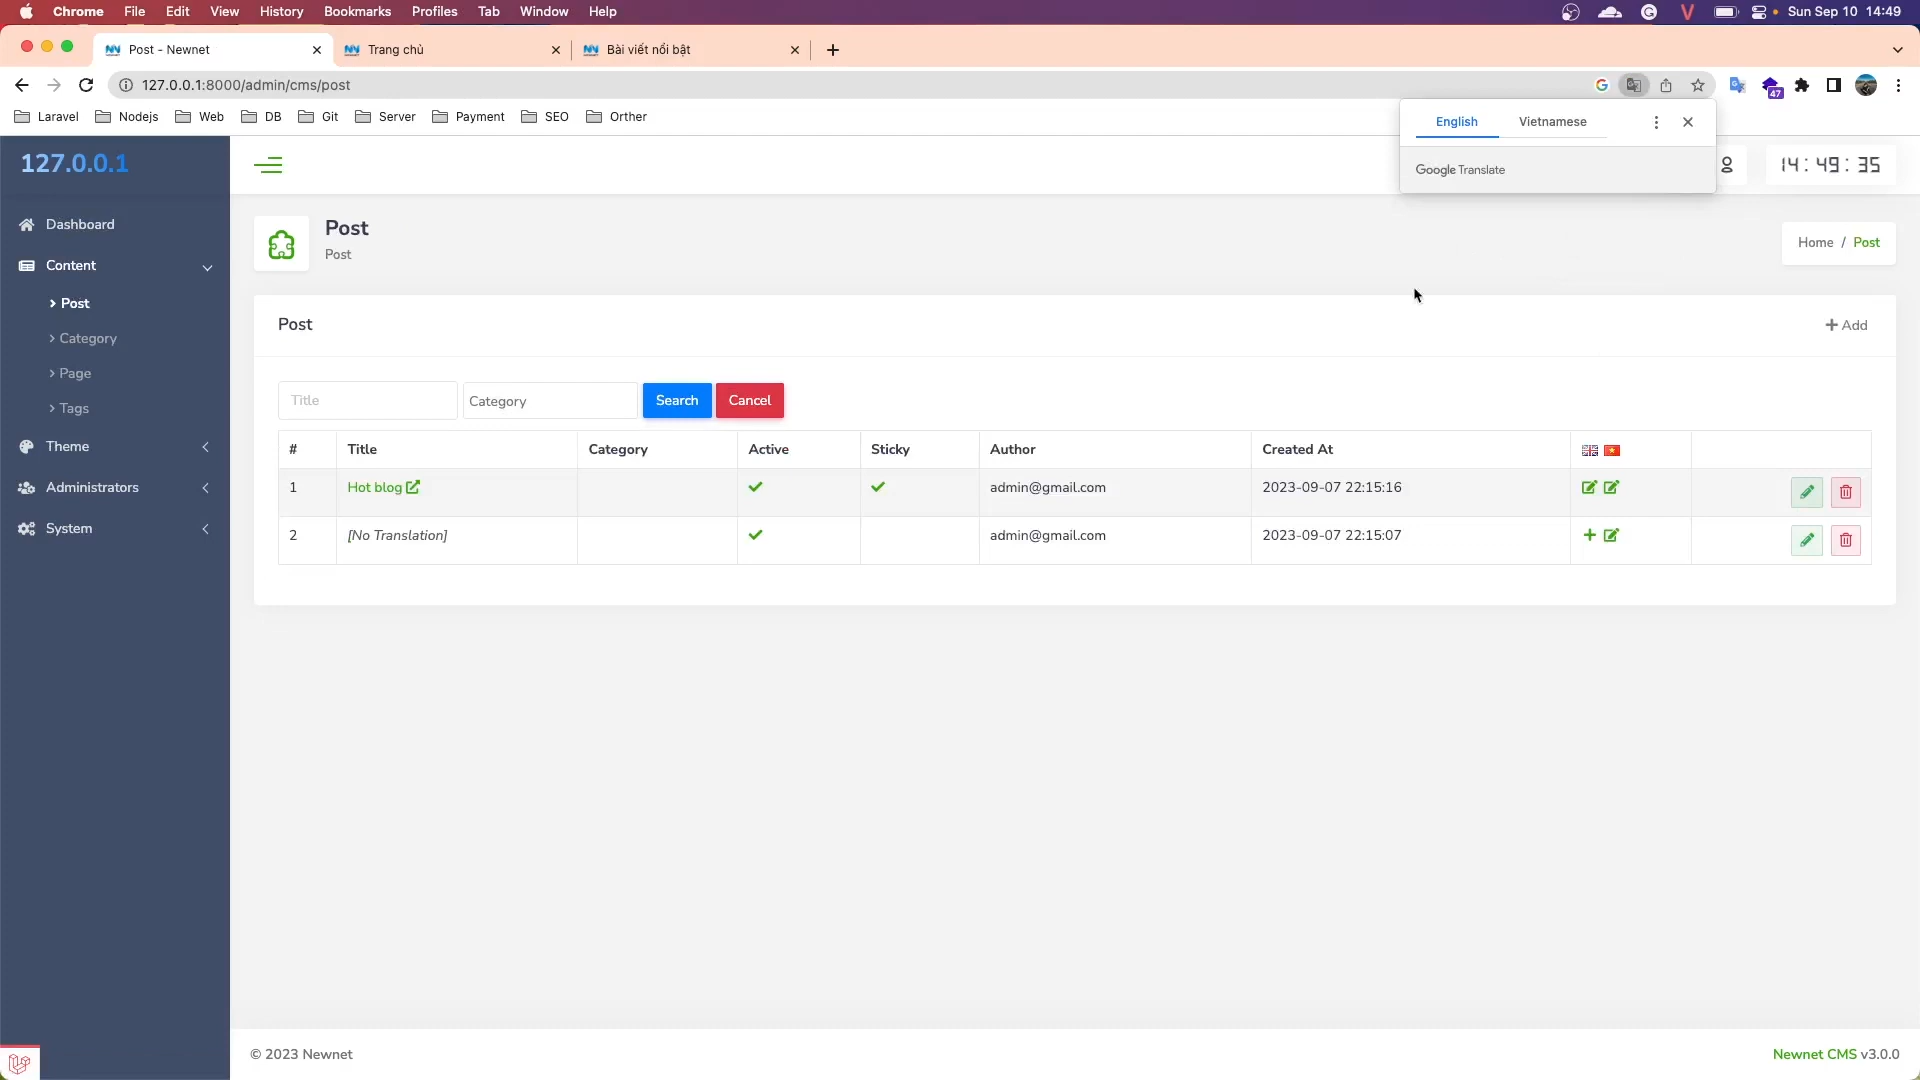 Chrome File Edit View History Bookmarks Profiles Tab Window Help Sun Sep 10 14:49
Post - Newnet Trang chủ Bài viết nổi bật
127.0.0.1:8000/admin/cms/post 47
Laravel Nodejs Web DB Git Server Payment SEO Orther
English Vietnamese
Google Translate
127.0.0.1
14:49:35
Dashboard
Content
Post
Category
Page
Tags
Theme
Administrators
System
Post
Post
Home / Post
Post
Add
Title Category Search Cancel
# Title Category Active Sticky Author Created At
1 Hot blog admin@gmail.com 2023-09-07 22:15:16
2 [No Translation] admin@gmail.com 2023-09-07 22:15:07
© 2023 Newnet
Newnet CMS v3.0.0